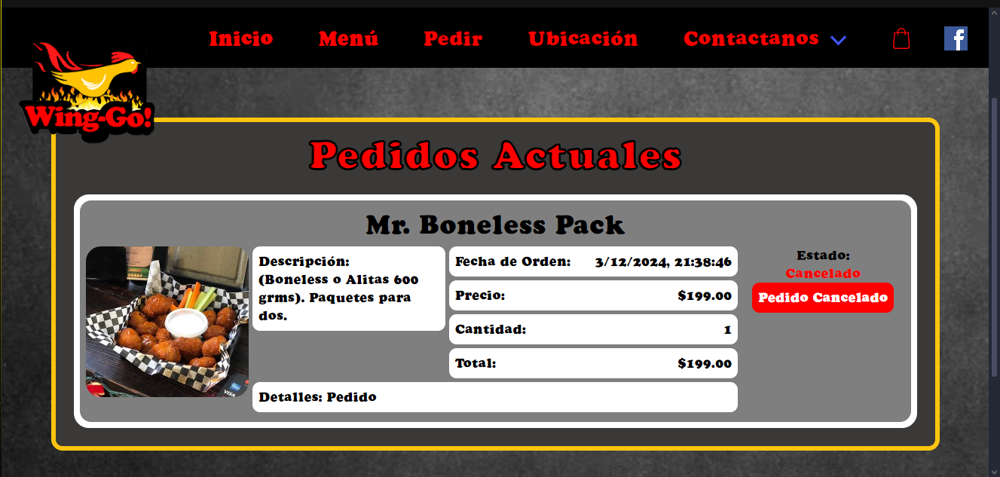 Inicio Menú Pedir Ubicación Contactanos
f
Wing-Go!
Pedidos Actuales
Mr. Boneless Pack
Descripción:
(Boneless o Alitas 600
grms). Paquetes para
dos.
Fecha de Orden: 3/12/2024, 21:38:46
Precio: $199.00
Cantidad: 1
Total: $199.00
Detalles: Pedido
Estado:
Cancelado
Pedido Cancelado
VISA